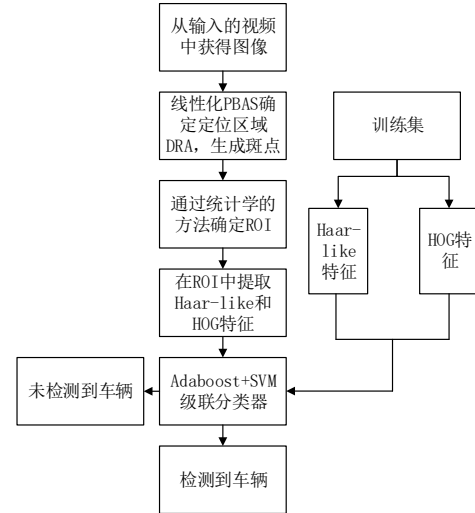 从输入的视频
中获得图像
线性化PBAS确
定定位区域
DRA，生成斑点
训练集
通过统计学的
方法确定ROI
Haar-
like
特征
HOG特
征
在ROI中提取
Haar-like和
HOG特征
未检测到车辆
Adaboost+SVM
级联分类器
检测到车辆